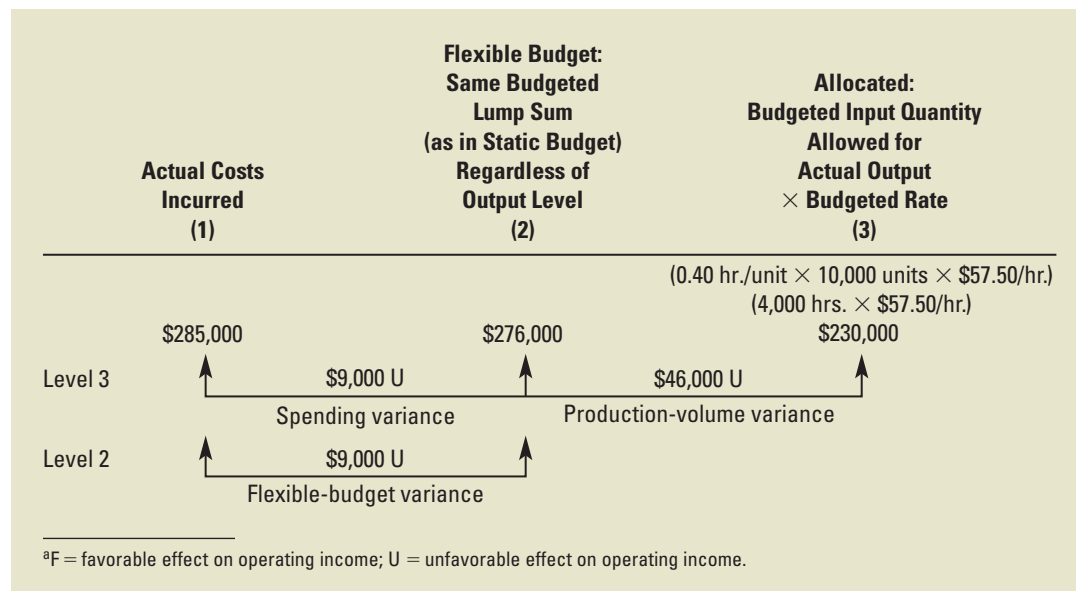 Actual Costs
Incurred
(1)
Flexible Budget:
Same Budgeted
Lump Sum
(as in Static Budget)
Regardless of
Output Level
(2)
Allocated:
Budgeted Input Quantity
Allowed for
Actual Output
× Budgeted Rate
(3)
(0.40 hr./unit × 10,000 units × $57.50/hr.)
(4,000 hrs. × $57.50/hr.)
$285,000 $276,000 $230,000
Level 3 $9,000 U $46,000 U
Spending variance Production-volume variance
Level 2 $9,000 U
Flexible-budget variance
ᵃF = favorable effect on operating income; U = unfavorable effect on operating income.